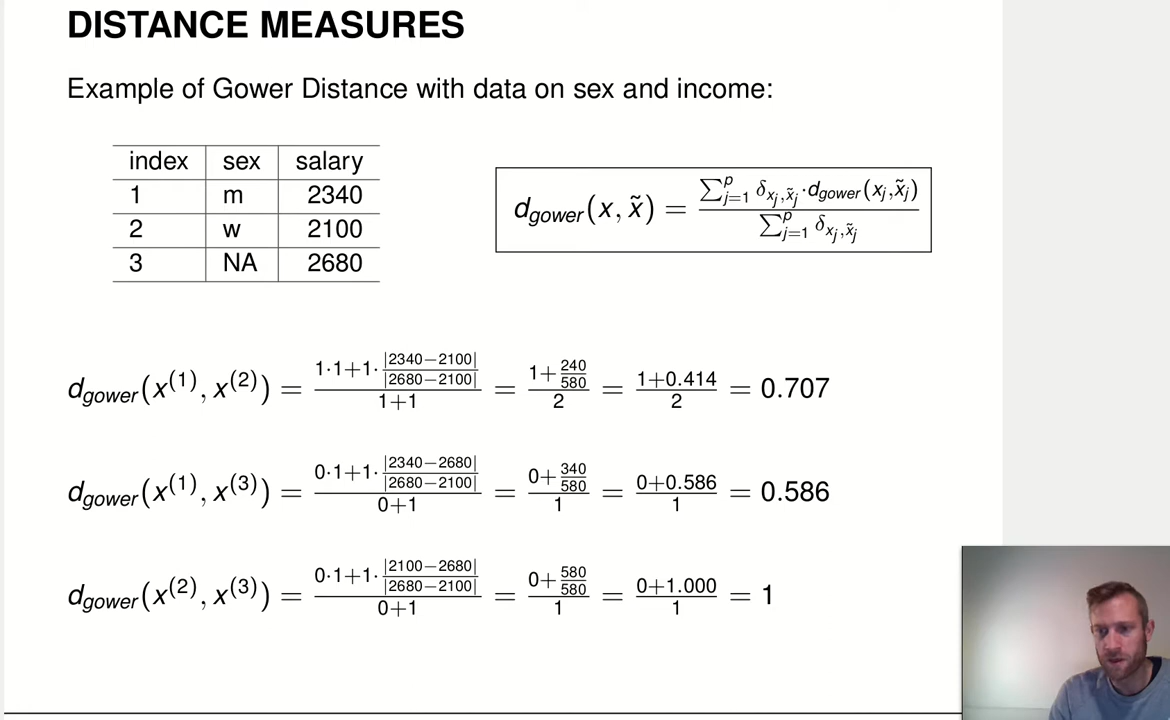 DISTANCE MEASURES
Example of Gower Distance with data on sex and income:
index sex salary
1 m 2340
2 w 2100
3 NA 2680
d_gower(x, x̃) = (∑_{j=1}^{p} δ_{x_j,x̃_j} · d_gower(x_j, x̃_j)) / (∑_{j=1}^{p} δ_{x_j,x̃_j})
d_gower(x^(1), x^(2)) = (1·1+1· |2340−2100| / |2680−2100|) / (1+1) = (1+ 240/580) / 2 = (1+0.414) / 2 = 0.707
d_gower(x^(1), x^(3)) = (0·1+1· |2340−2680| / |2680−2100|) / (0+1) = (0+ 340/580) / 1 = (0+0.586) / 1 = 0.586
d_gower(x^(2), x^(3)) = (0·1+1· |2100−2680| / |2680−2100|) / (0+1) = (0+ 580/580) / 1 = (0+1.000) / 1 = 1